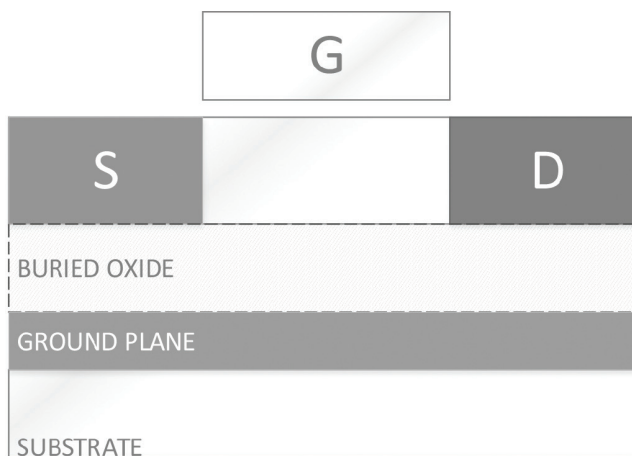 G
S
D
BURIED OXIDE
GROUND PLANE
SUBSTRATE